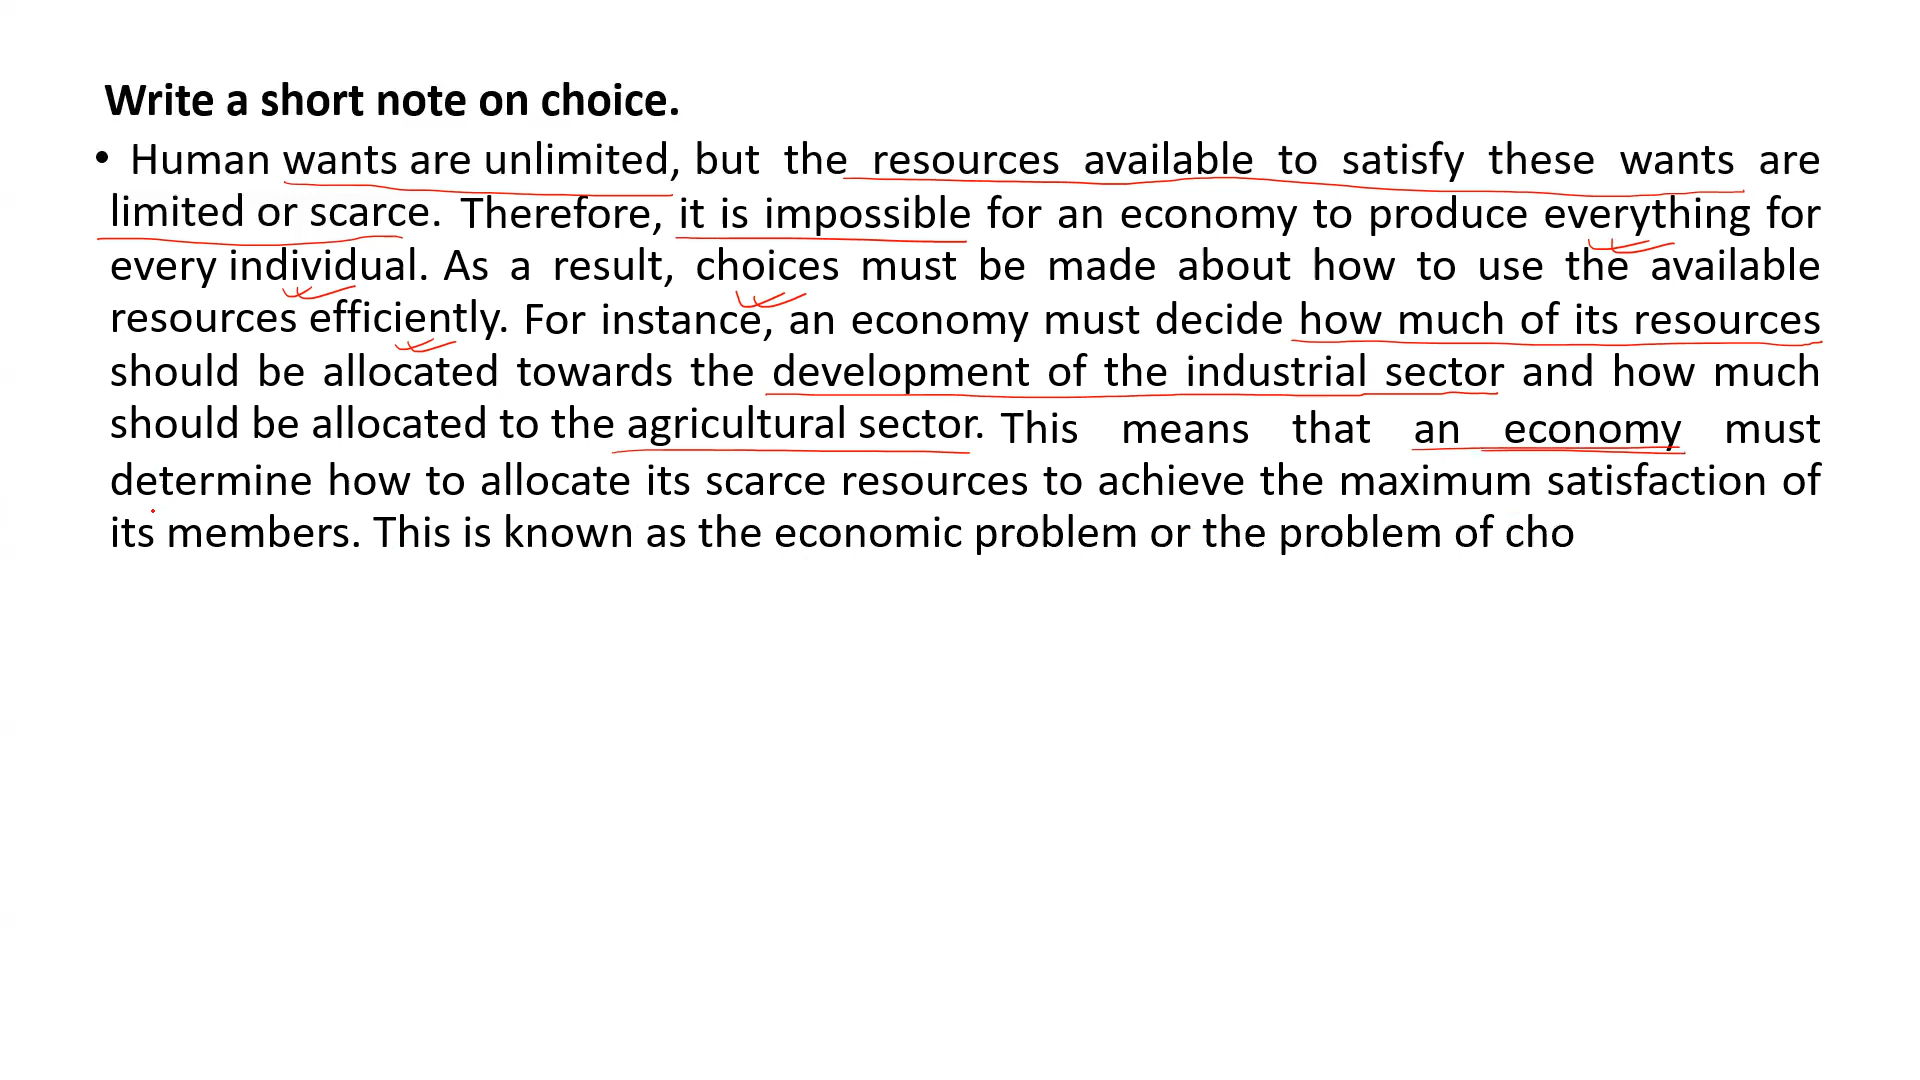 Write a short note on choice.
• Human wants are unlimited, but the resources available to satisfy these wants are
limited or scarce. Therefore, it is impossible for an economy to produce everything for
every individual. As a result, choices must be made about how to use the available
resources efficiently. For instance, an economy must decide how much of its resources
should be allocated towards the development of the industrial sector and how much
should be allocated to the agricultural sector. This means that an economy must
determine how to allocate its scarce resources to achieve the maximum satisfaction of
its members. This is known as the economic problem or the problem of cho